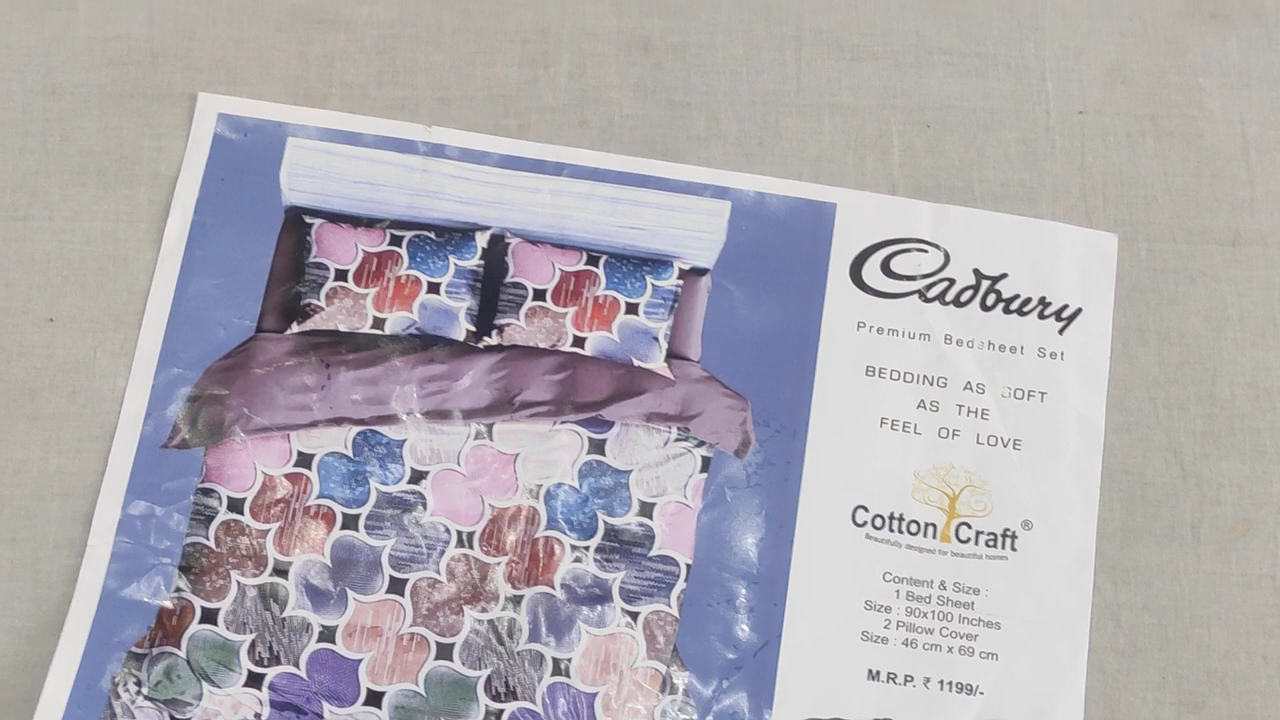 Cadbury
Premium Bedsheet Set
BEDDING AS SOFT
AS THE
FEEL OF LOVE
Cotton Craft®
Beautifully designed for beautiful homes
Content & Size :
1 Bed Sheet
Size : 90x100 Inches
2 Pillow Cover
Size : 46 cm x 69 cm
M.R.P. ₹ 1199/-